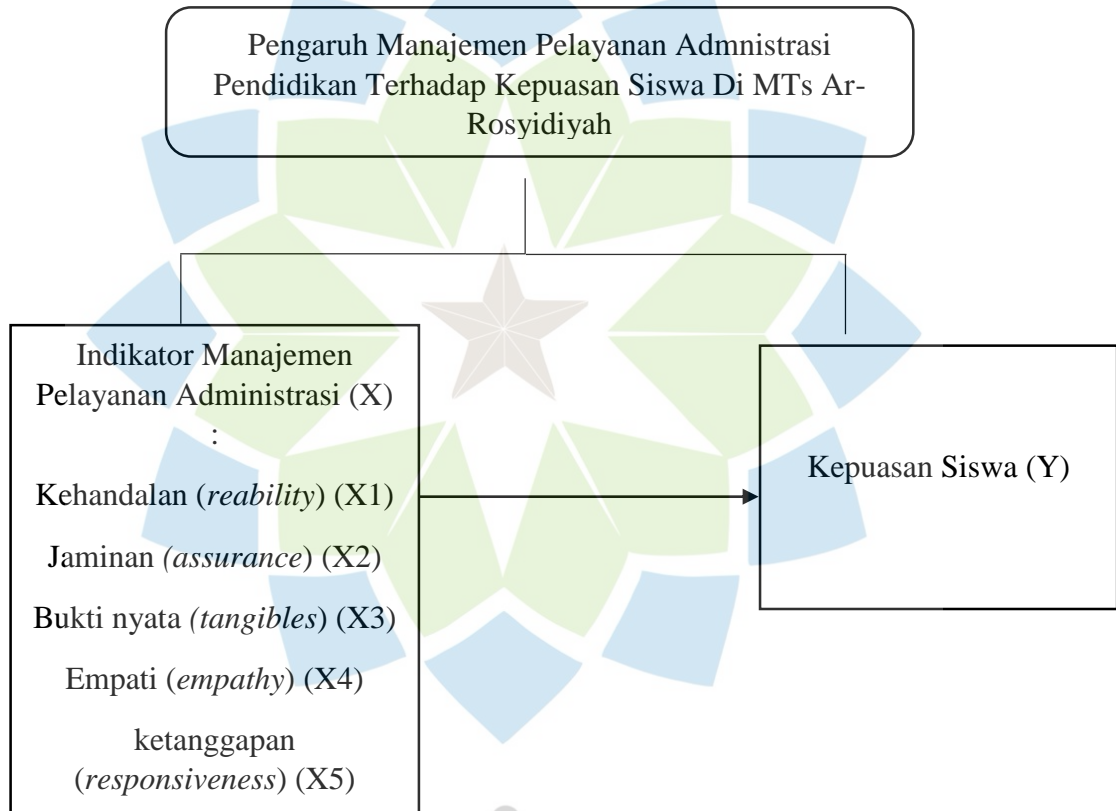 Pengaruh Manajemen Pelayanan Admnistrasi
Pendidikan Terhadap Kepuasan Siswa Di MTs Ar-
Rosyidiyah
Indikator Manajemen
Pelayanan Administrasi (X)
:
Kehandalan (reability) (X1)
Jaminan (assurance) (X2)
Bukti nyata (tangibles) (X3)
Empati (empathy) (X4)
ketanggapan
(responsiveness) (X5)
Kepuasan Siswa (Y)